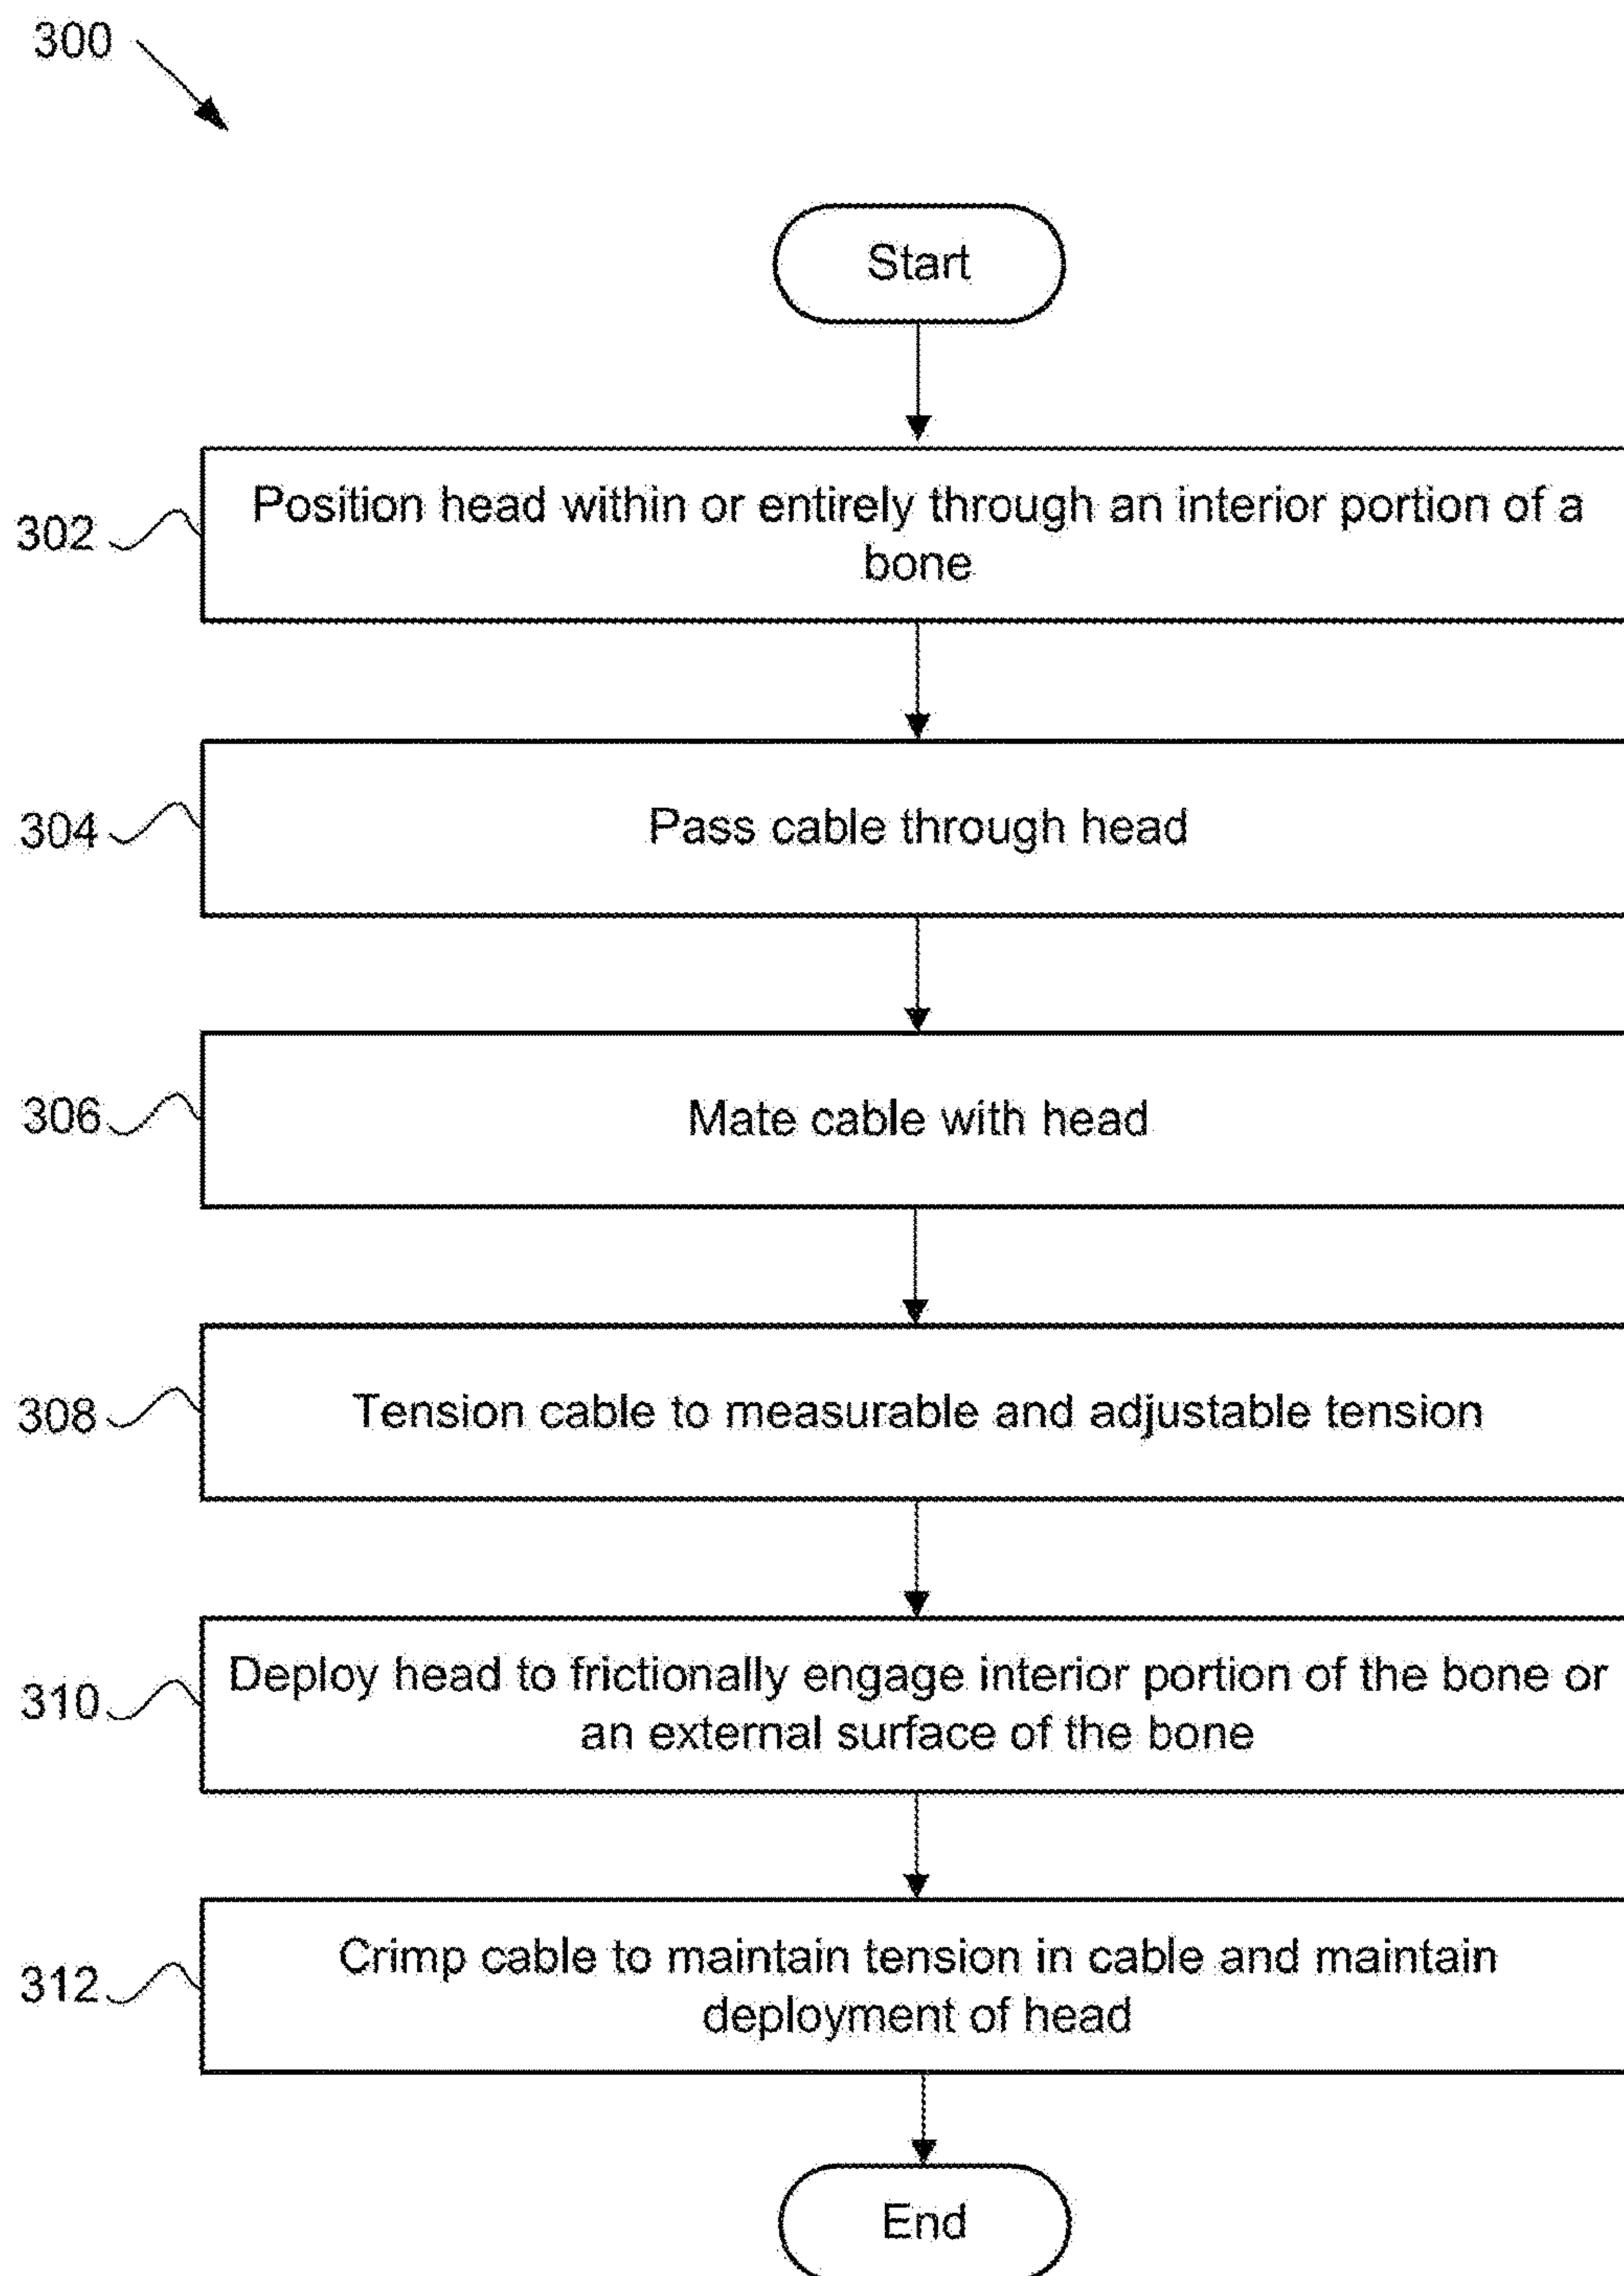 300
Start
302
Position head within or entirely through an interior portion of a
bone
304
Pass cable through head
306
Mate cable with head
308
Tension cable to measurable and adjustable tension
310
Deploy head to frictionally engage interior portion of the bone or
an external surface of the bone
312
Crimp cable to maintain tension in cable and maintain
deployment of head
End